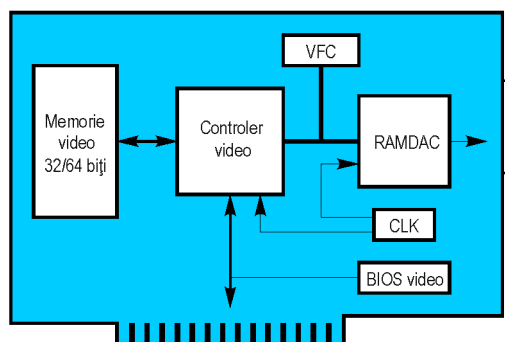 VFC
Memorie
video
32/64 biţi
Controler
video
RAMDAC
CLK
BIOS video